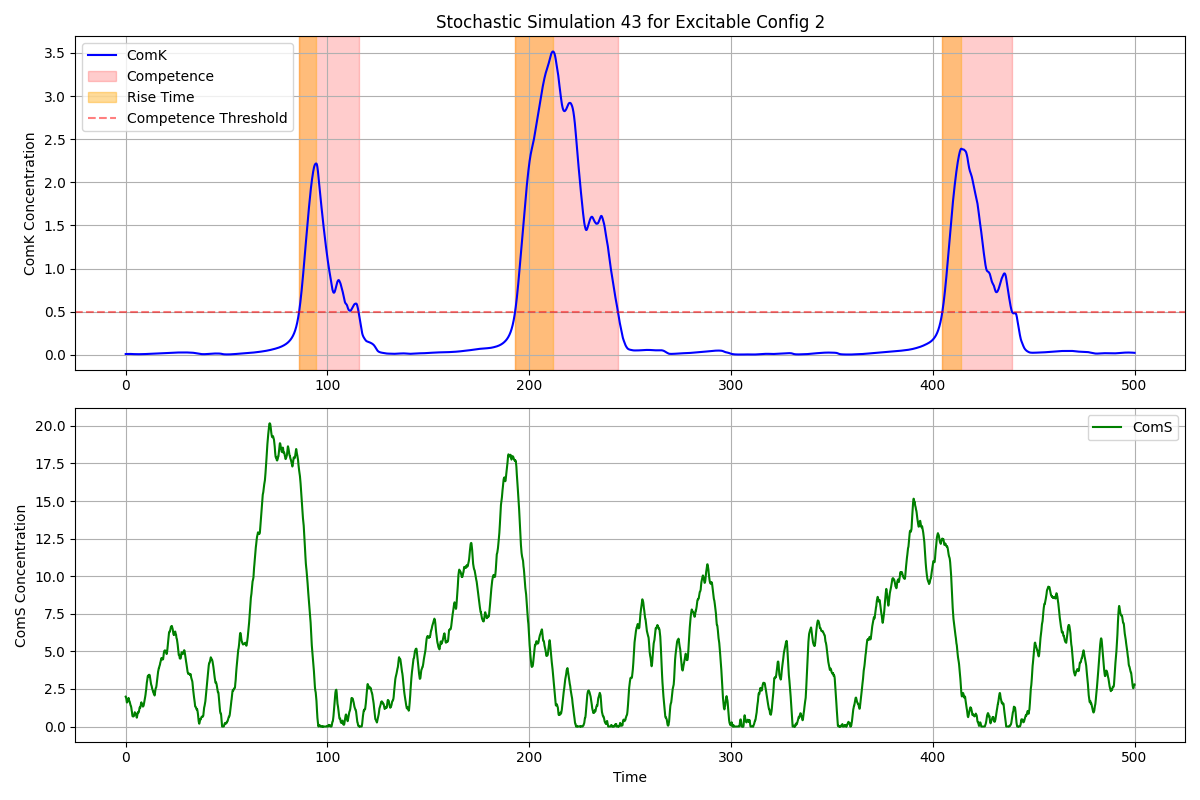 Stochastic Simulation 43 for Excitable Config 2
ComK
Competence
Rise Time
Competence Threshold
ComK Concentration
3.5
3.0
2.5
2.0
1.5
1.0
0.5
0.0
0 100 200 300 400 500
ComS
ComS Concentration
20.0
17.5
15.0
12.5
10.0
7.5
5.0
2.5
0.0
0 100 200 300 400 500
Time